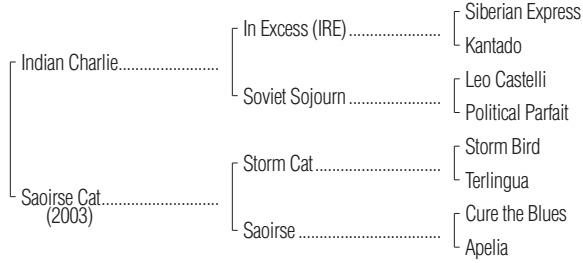 Siberian Express
In Excess (IRE)
Kantado
Indian Charlie
Leo Castelli
Soviet Sojourn
Political Parfait
Storm Bird
Storm Cat
Terlingua
Saoirse Cat
(2003)
Cure the Blues
Saoirse
Apelia